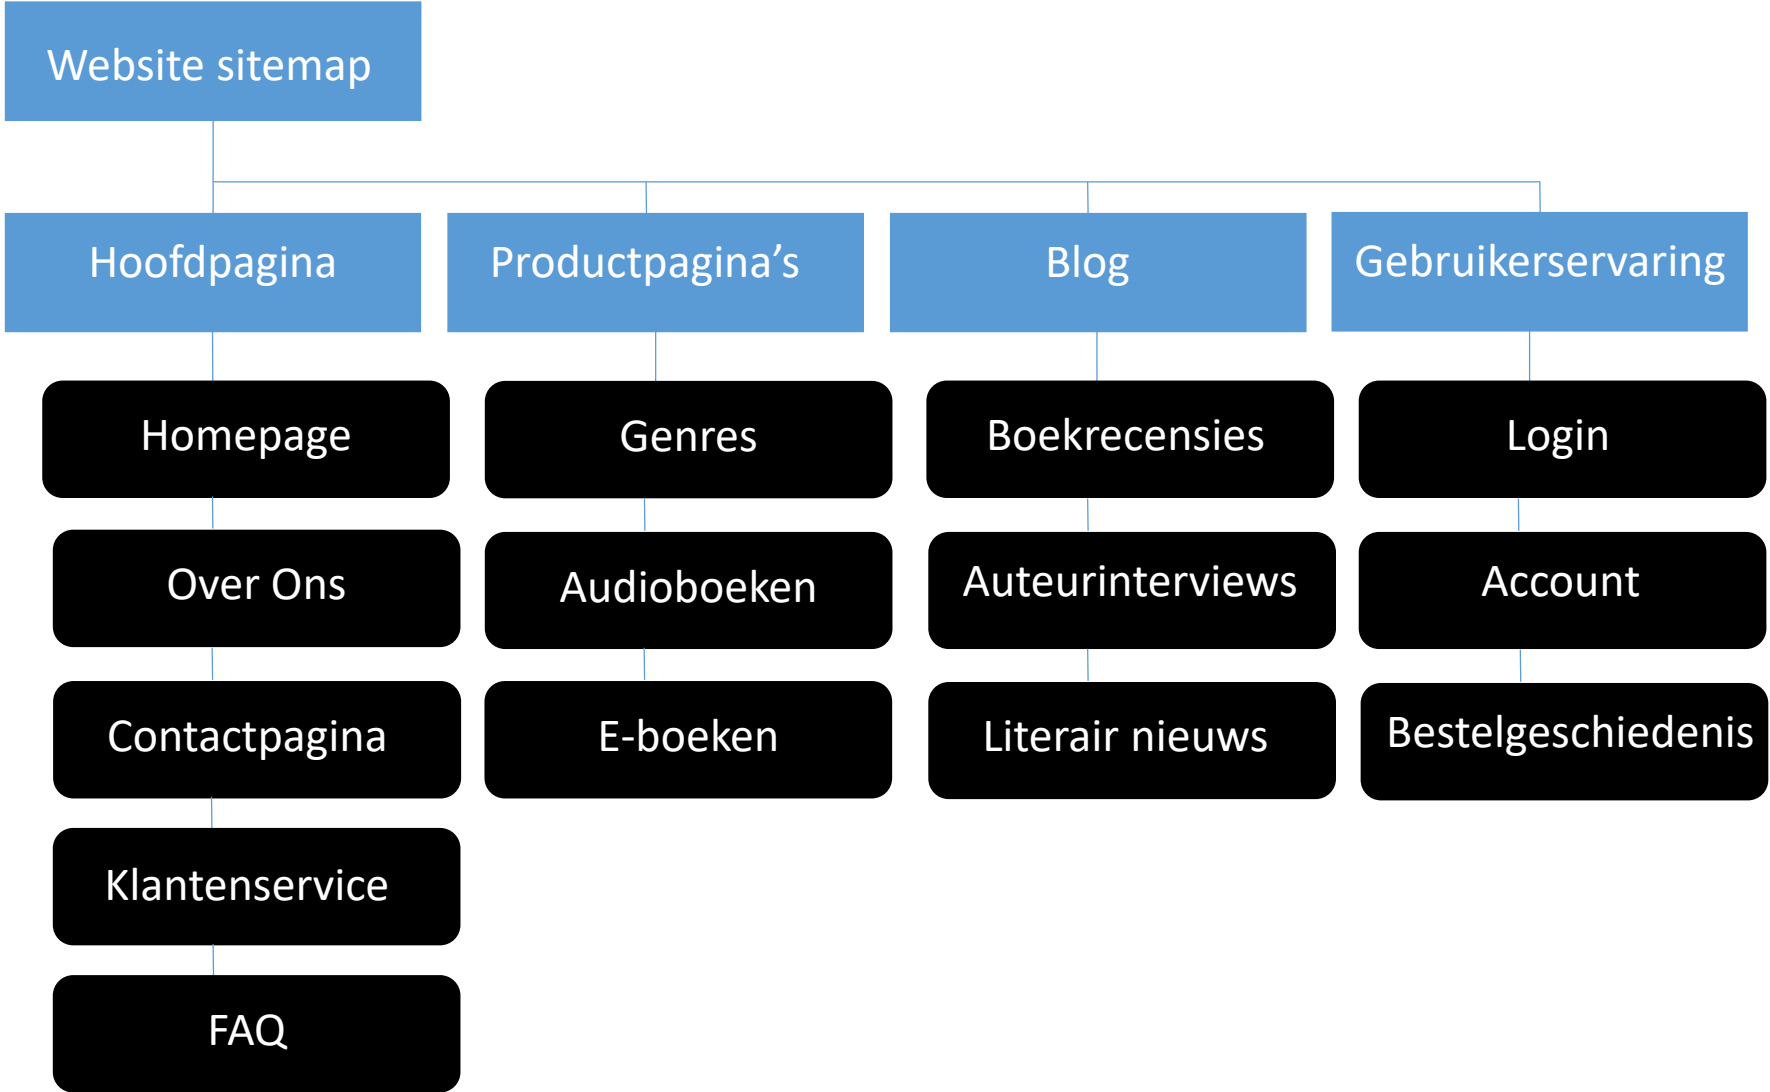 Website sitemap
Hoofdpagina
Productpagina’s
Blog
Gebruikerservaring
Homepage
Genres
Boekrecensies
Login
Over Ons
Audioboeken
Auteurinterviews
Account
Contactpagina
E-boeken
Literair nieuws
Bestelgeschiedenis
Klantenservice
FAQ